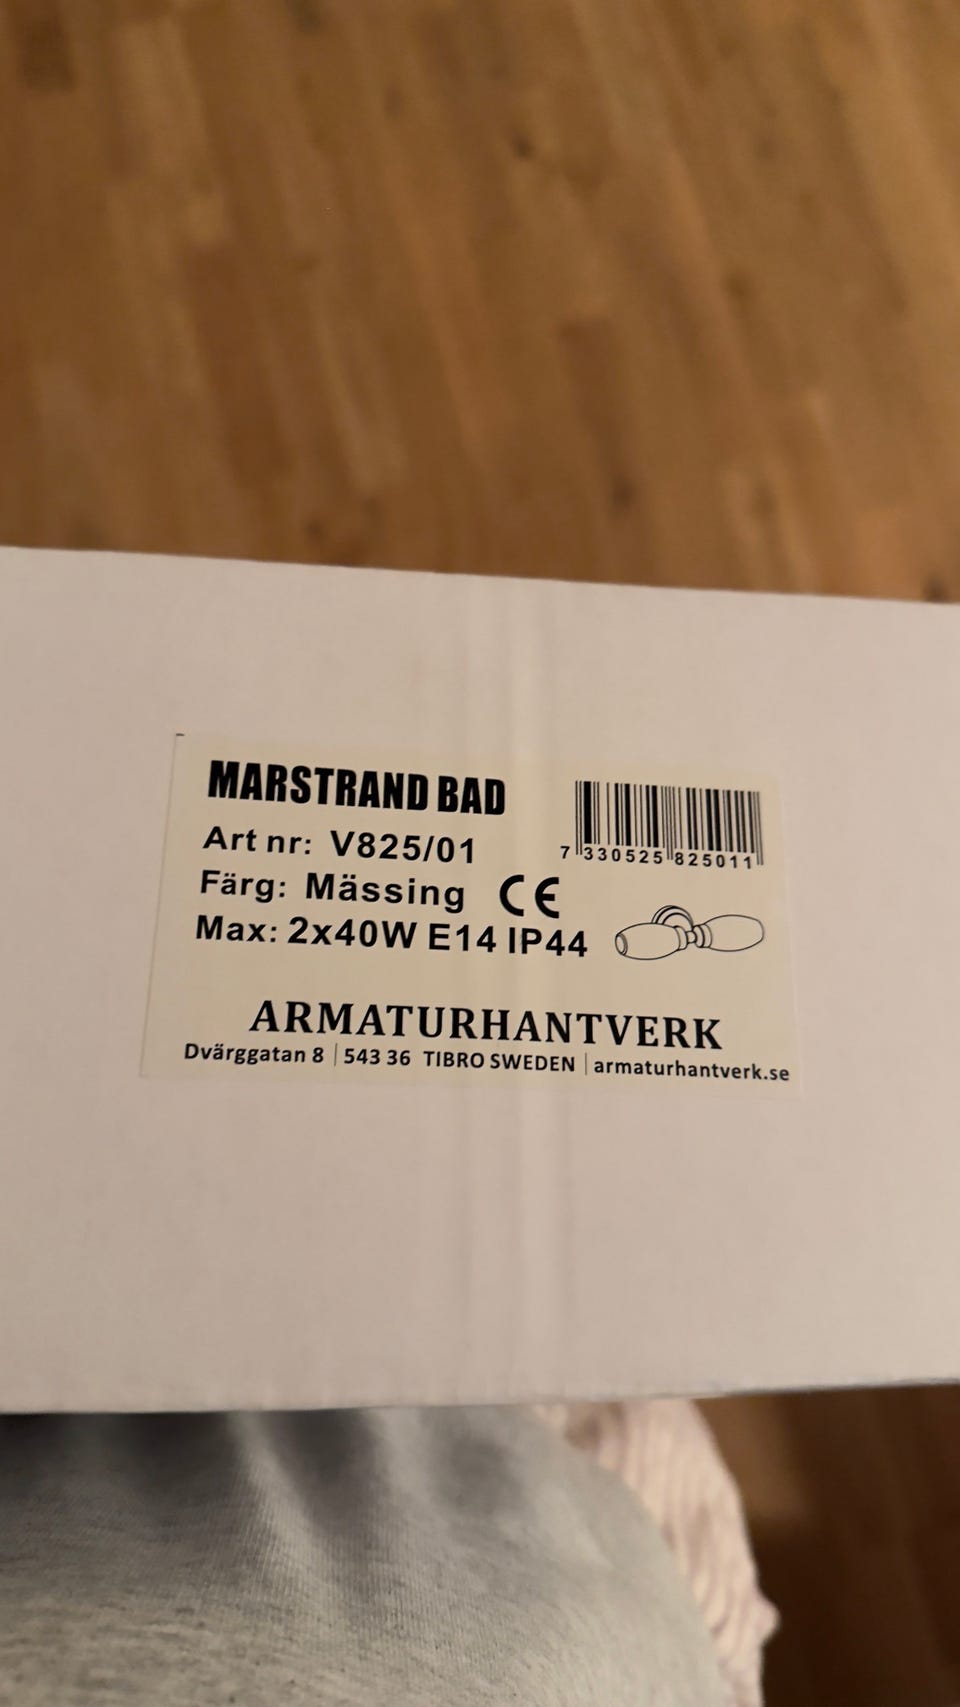 MARSTRAND BAD
Art nr: V825/01
Färg: Mässing CE
Max: 2x40W E14 IP44
7 330525 825011
ARMATURHANTVERK
Dvärggatan 8 | 543 36 TIBRO SWEDEN | armaturhantverk.se